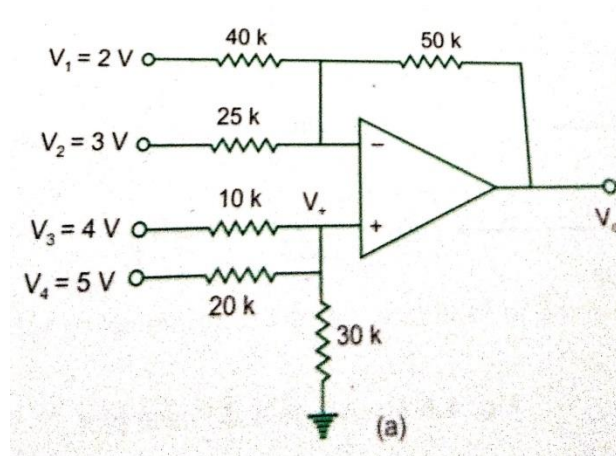 40 k
50 k
V₁ = 2 V
25 k
V₂ = 3 V
−
10 k
V₊
+
V₃ = 4 V
V₄ = 5 V
20 k
30 k
(a)